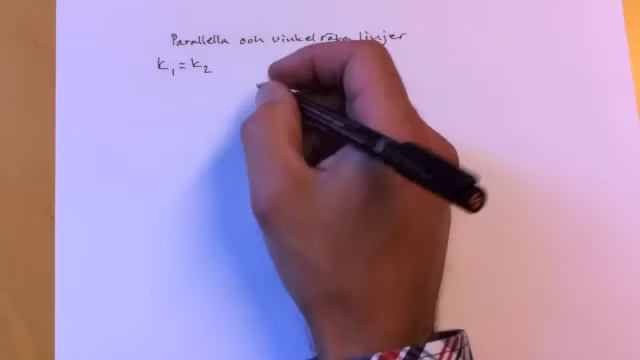 Parallella och vinkelräta linjer
k₁ = k₂